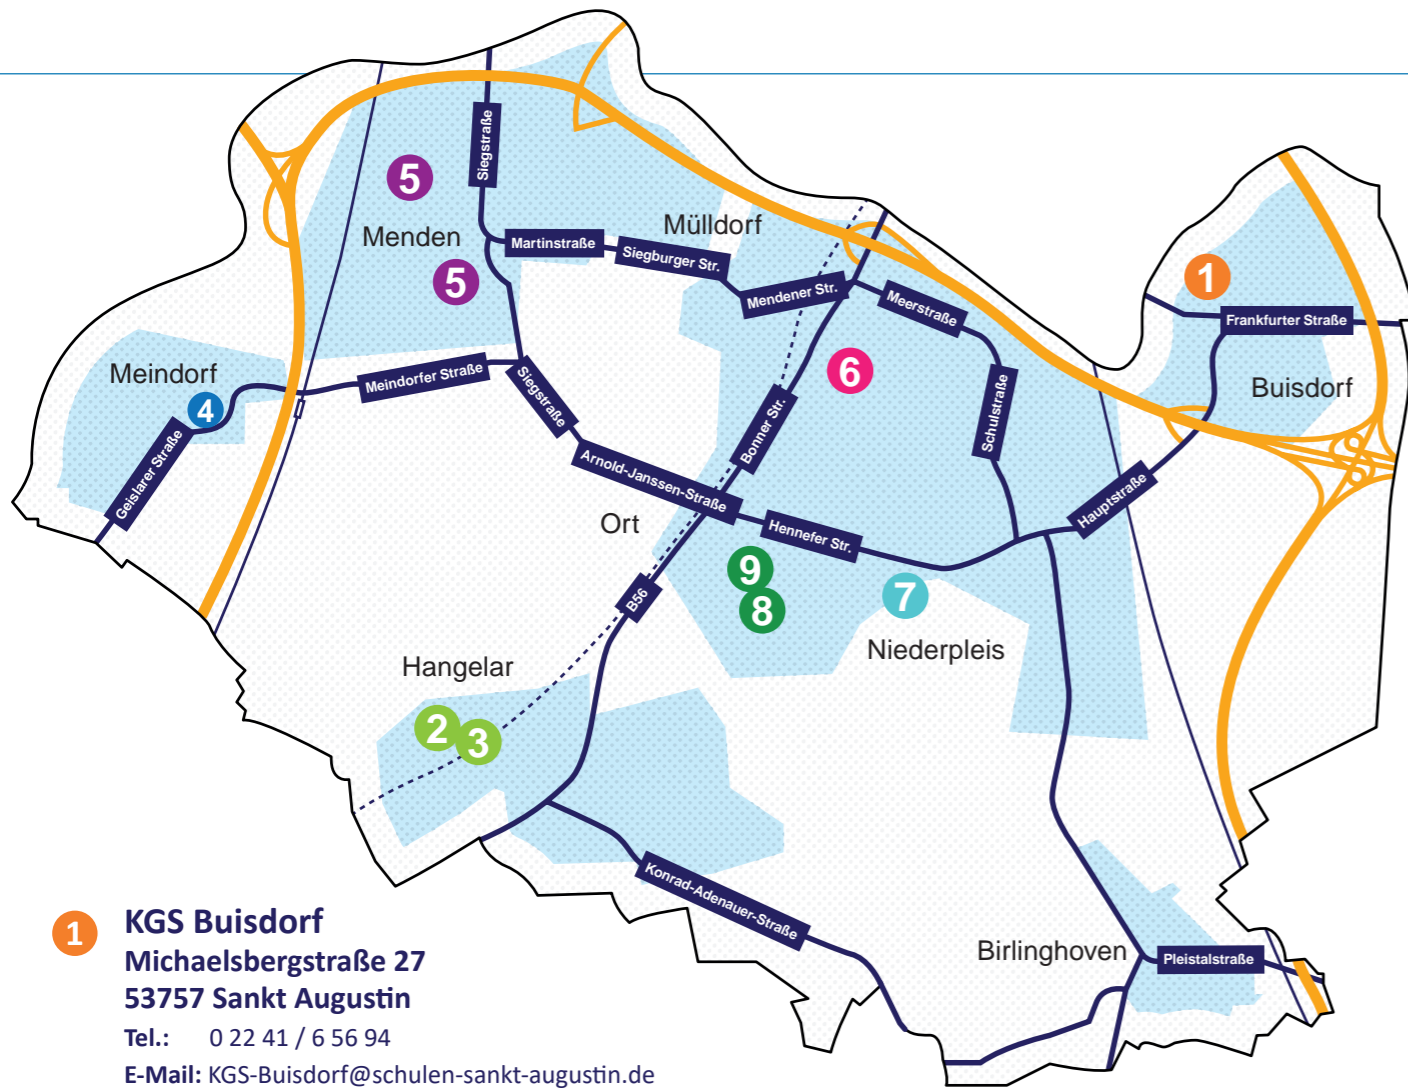 Siegstraße
5
Menden
Mülldorf
Martinstraße
Siegburger Str.
5
Mendener Str.
Meerstraße
1
Frankfurter Straße
Meindorf
4
Meindorfer Straße
Siegstraße
6
Buisdorf
Geislarer Straße
Bonner Str.
Schulstraße
Arnold-Janssen-Straße
Hauptstraße
Ort
Hennefer Str.
9
8
7
B56
Niederpleis
Hangelar
2
3
Konrad-Adenauer-Straße
Birlinghoven
Pleistalstraße
1 KGS Buisdorf
Michaelsbergstraße 27
53757 Sankt Augustin
Tel.: 0 22 41 / 6 56 94
E-Mail: KGS-Buisdorf@schulen-sankt-augustin.de